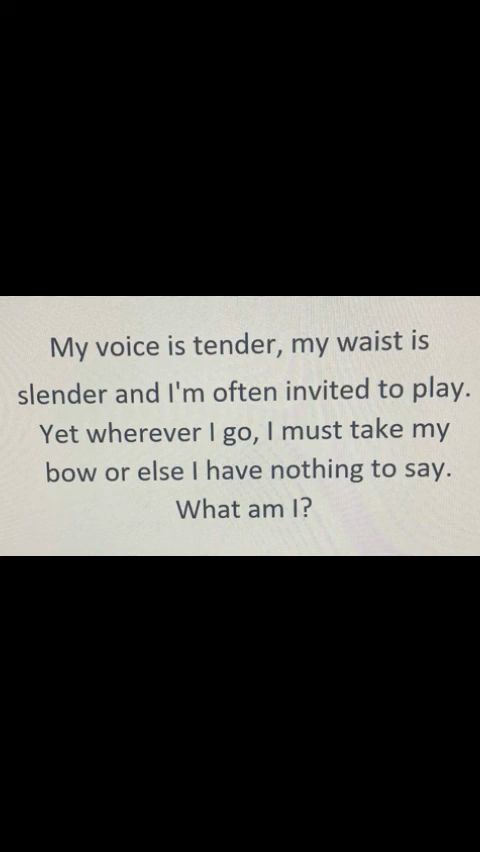 My voice is tender, my waist is
slender and I'm often invited to play.
Yet wherever I go, I must take my
bow or else I have nothing to say.
What am I?